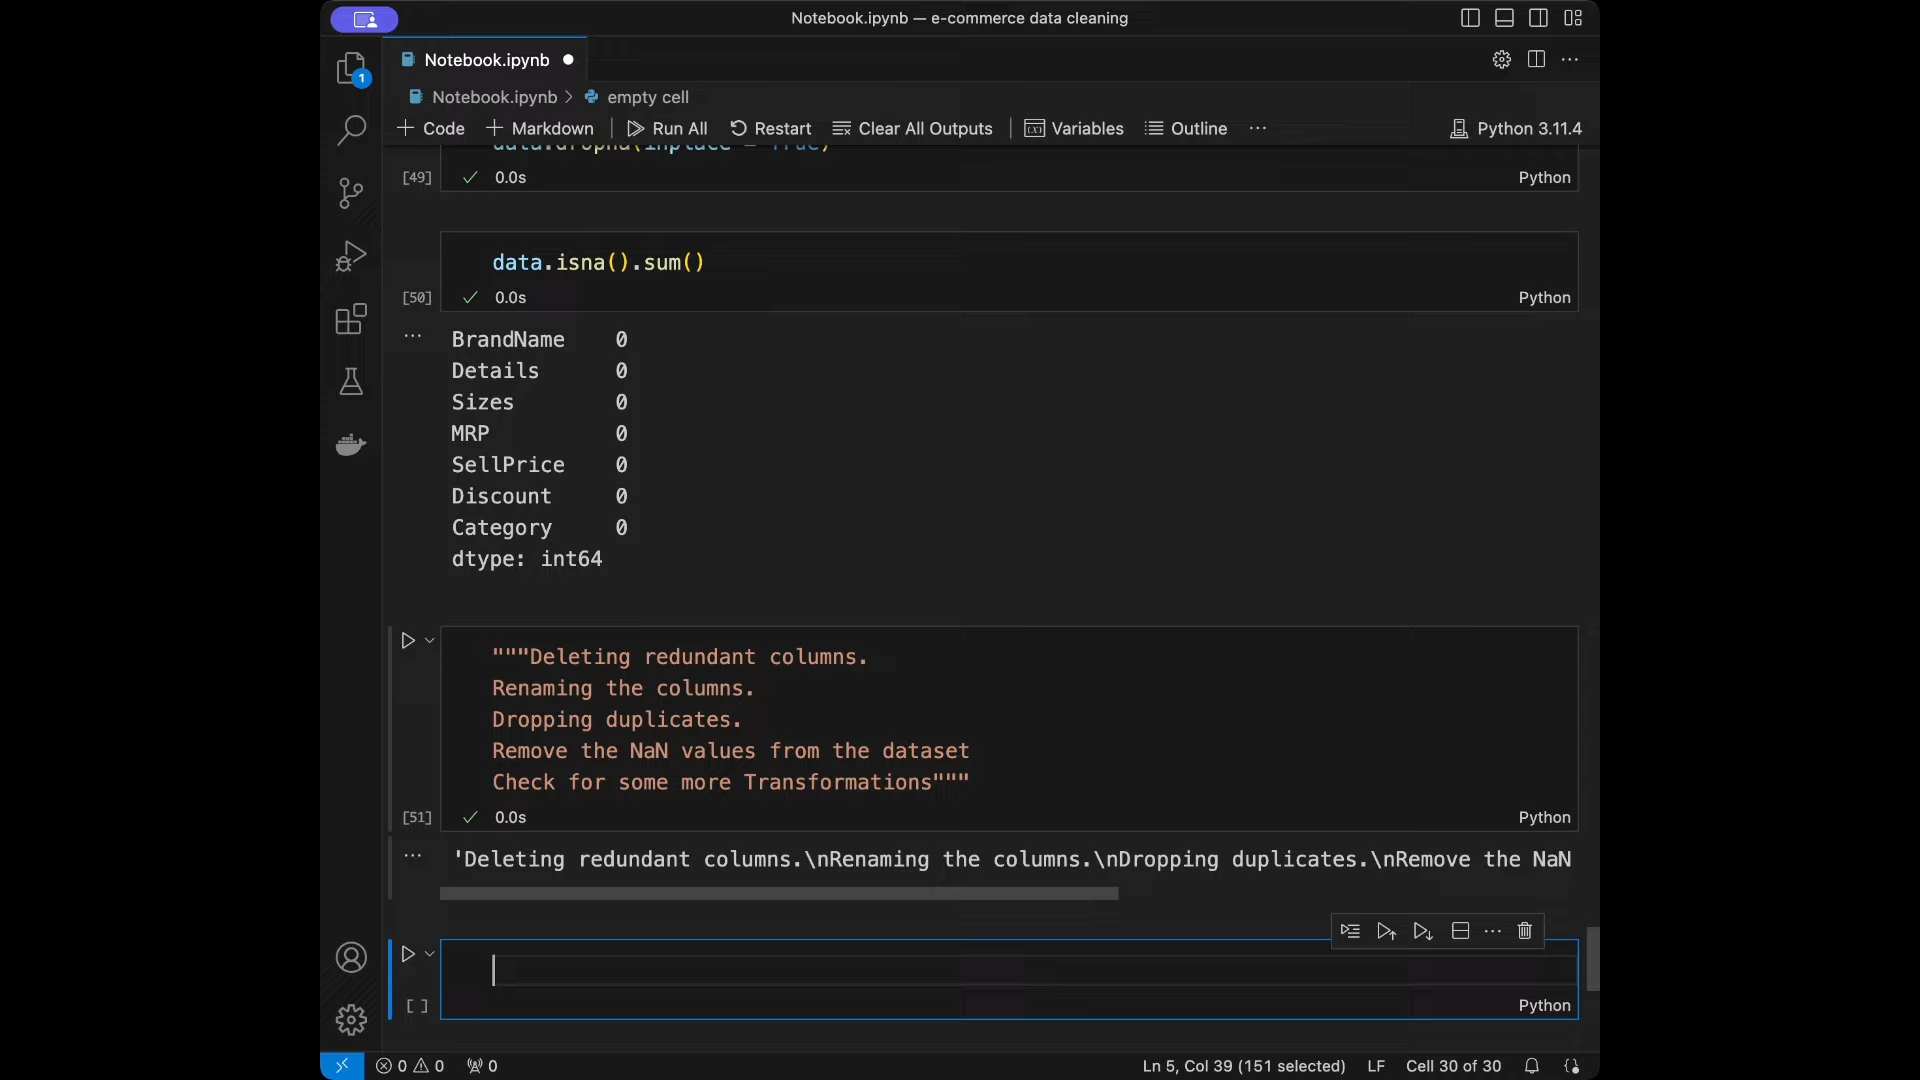 Notebook.ipynb — e-commerce data cleaning
1
Notebook.ipynb
Notebook.ipynb > empty cell
+ Code + Markdown Run All Restart Clear All Outputs Variables Outline ... Python 3.11.4
data.dropna(inplace = True)
[49] 0.0s Python
data.isna().sum()
[50] 0.0s Python
BrandName 0
Details 0
Sizes 0
MRP 0
SellPrice 0
Discount 0
Category 0
dtype: int64
"""Deleting redundant columns.
Renaming the columns.
Dropping duplicates.
Remove the NaN values from the dataset
Check for some more Transformations"""
[51] 0.0s Python
'Deleting redundant columns.\nRenaming the columns.\nDropping duplicates.\nRemove the NaN
[ ] Python
0 0 0 Ln 5, Col 39 (151 selected) LF Cell 30 of 30